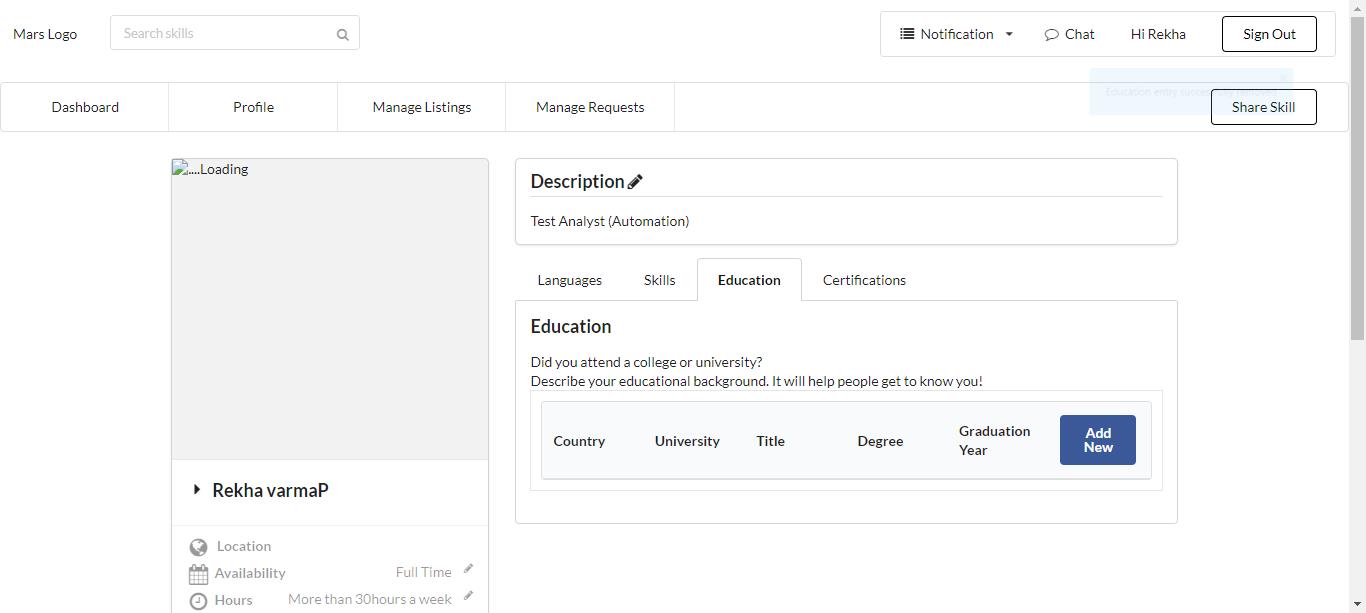 Mars Logo
Search skills
Notification
Chat
Hi Rekha
Sign Out
Education entry successfully removed
Dashboard
Profile
Manage Listings
Manage Requests
Share Skill
....Loading
Description
Test Analyst (Automation)
Languages
Skills
Education
Certifications
Education
Did you attend a college or university?
Describe your educational background. It will help people get to know you!
Country
University
Title
Degree
Graduation
Year
Add
New
Rekha varmaP
Location
Availability
Full Time
Hours
More than 30hours a week